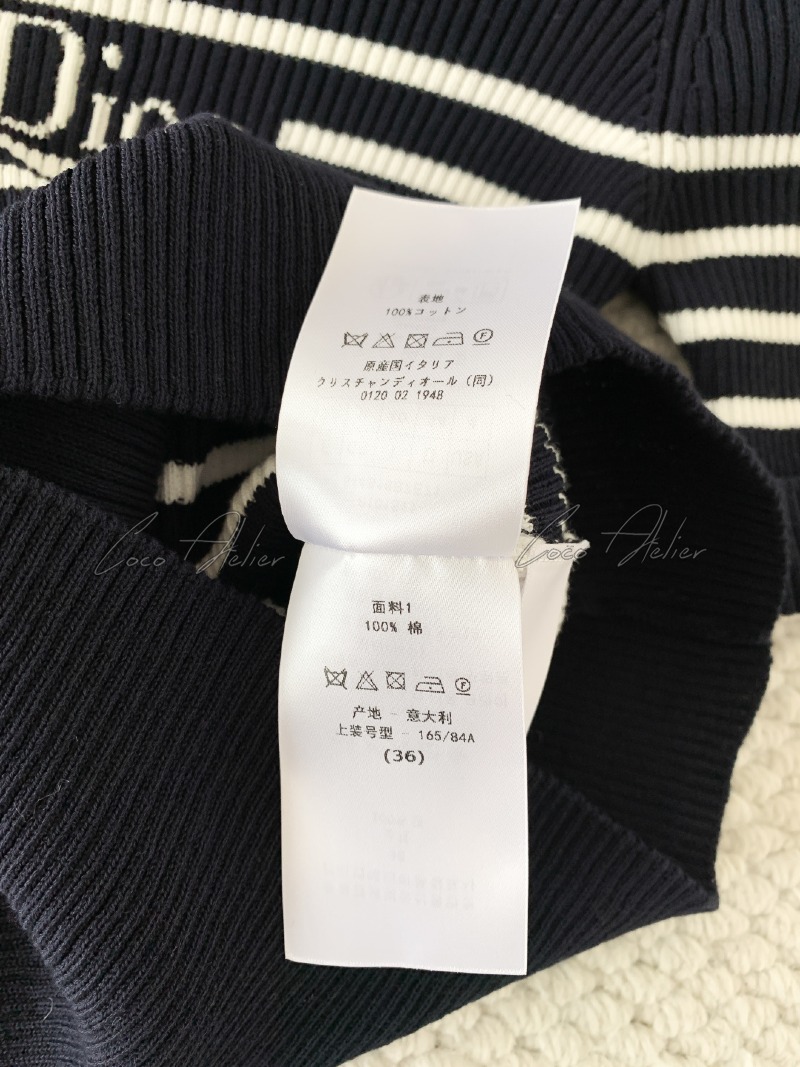 Dio
表地
100%コットン
原産国イタリア
クリスチャンディオール(同)
0120 02 1948
Coco Atelier
Coco Atelier
面料1
100% 棉
产地 - 意大利
上装号型 - 165/84A
(36)